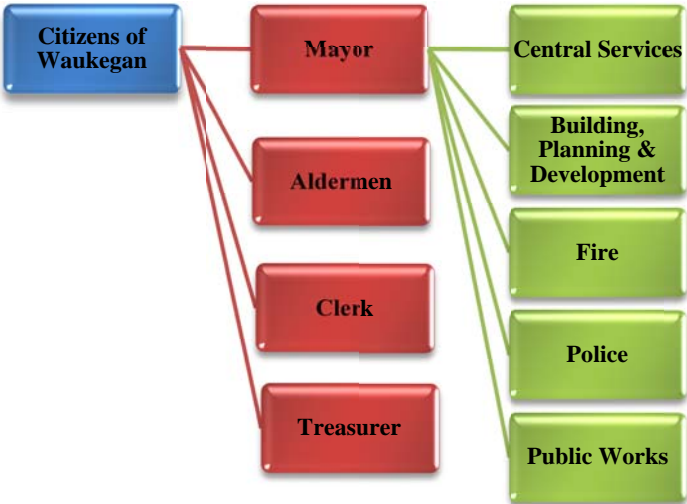 Citizens of
Waukegan
Mayor
Aldermen
Clerk
Treasurer
Central Services
Building,
Planning &
Development
Fire
Police
Public Works